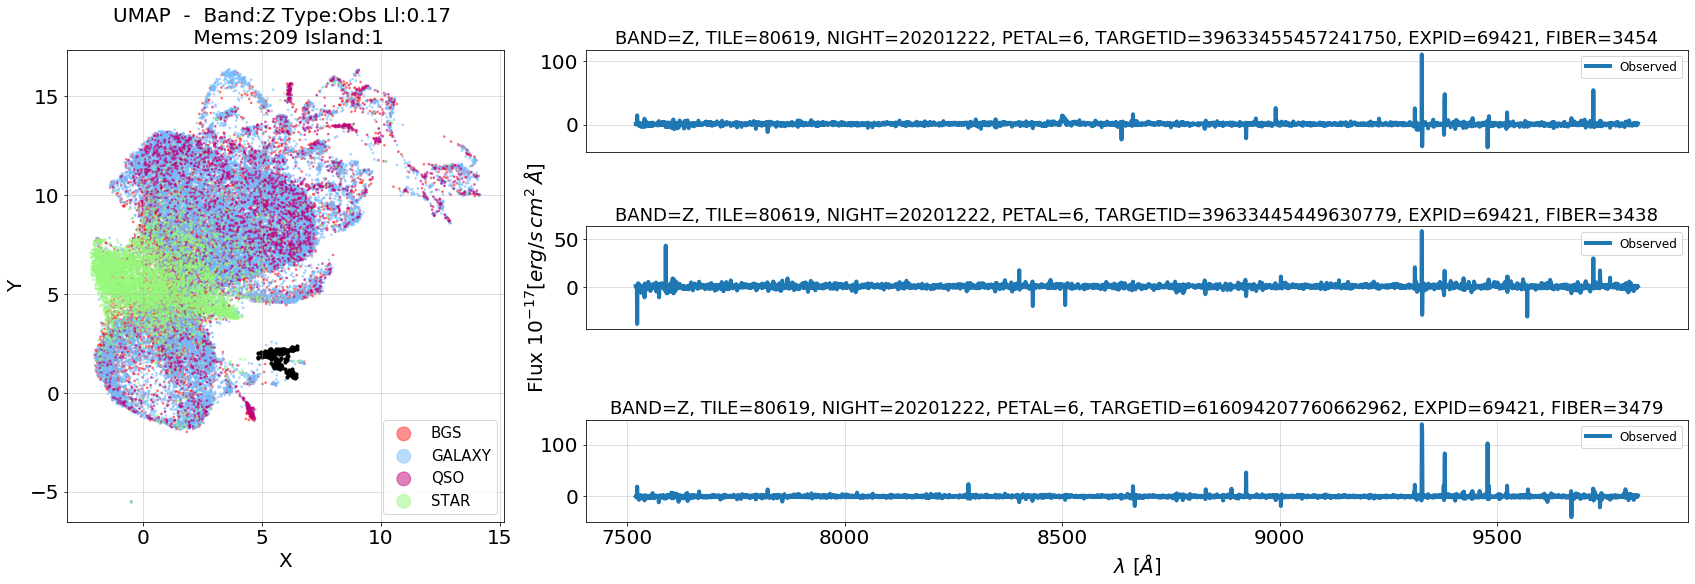 UMAP - Band:Z Type:Obs Ll:0.17
Mems:209 Island:1
Y
15
10
5
0
−5
0
5
10
15
X
BGS
GALAXY
QSO
STAR
Flux 10^{-17}[erg/s cm^2 Å]
BAND=Z, TILE=80619, NIGHT=20201222, PETAL=6, TARGETID=39633455457241750, EXPID=69421, FIBER=3454
100
0
Observed
BAND=Z, TILE=80619, NIGHT=20201222, PETAL=6, TARGETID=39633445449630779, EXPID=69421, FIBER=3438
50
0
Observed
BAND=Z, TILE=80619, NIGHT=20201222, PETAL=6, TARGETID=616094207760662962, EXPID=69421, FIBER=3479
100
0
Observed
7500
8000
8500
9000
9500
λ [Å]